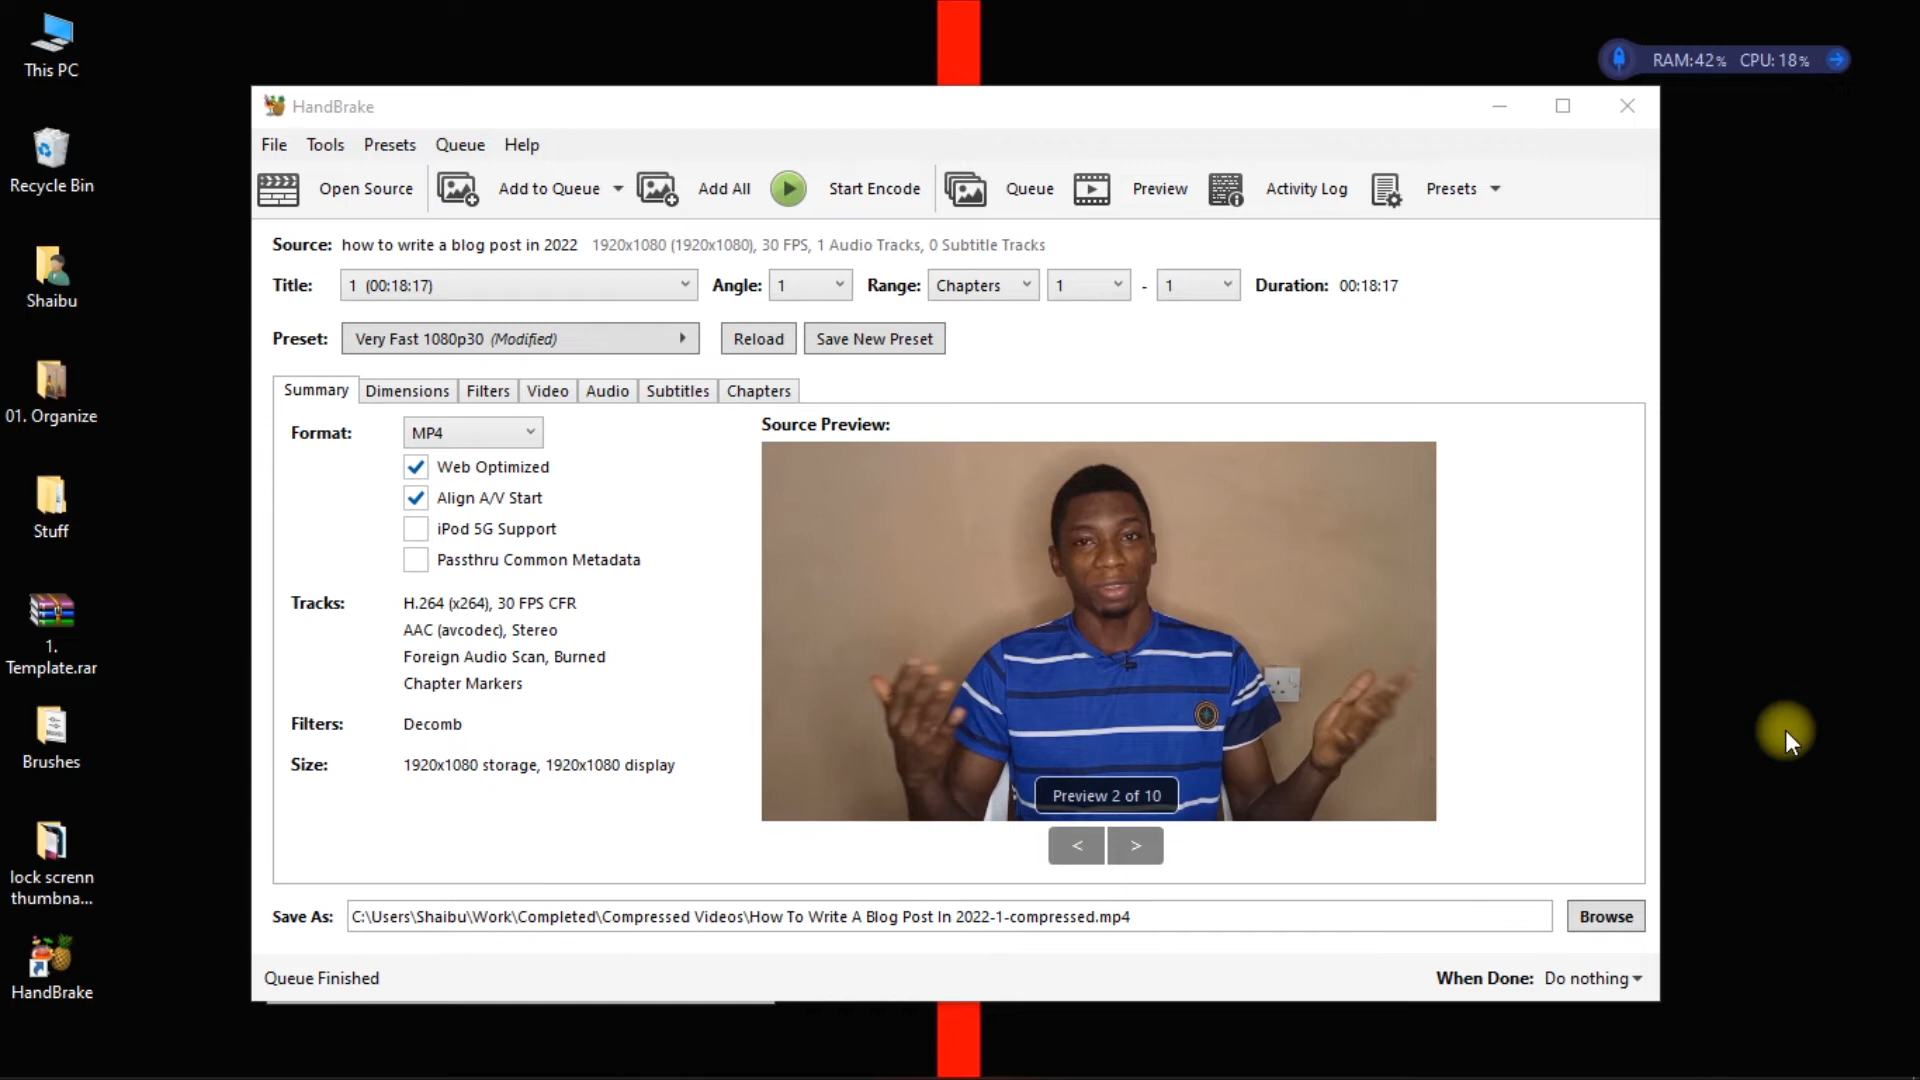 This PC
Recycle Bin
Shaibu
01. Organize
Stuff
1.
Template.rar
Brushes
lock screnn
thumbna...
HandBrake
RAM:42% CPU: 18%
HandBrake
File Tools Presets Queue Help
Open Source Add to Queue Add All Start Encode Queue Preview Activity Log Presets
Source: how to write a blog post in 2022 1920x1080 (1920x1080), 30 FPS, 1 Audio Tracks, 0 Subtitle Tracks
Title: 1 (00:18:17) Angle: 1 Range: Chapters 1 - 1 Duration: 00:18:17
Preset: Very Fast 1080p30 (Modified) Reload Save New Preset
Summary Dimensions Filters Video Audio Subtitles Chapters
Format: MP4
Web Optimized
Align A/V Start
iPod 5G Support
Passthru Common Metadata
Tracks: H.264 (x264), 30 FPS CFR
AAC (avcodec), Stereo
Foreign Audio Scan, Burned
Chapter Markers
Filters: Decomb
Size: 1920x1080 storage, 1920x1080 display
Source Preview:
Preview 2 of 10
< >
Save As: C:\Users\Shaibu\Work\Completed\Compressed Videos\How To Write A Blog Post In 2022-1-compressed.mp4 Browse
Queue Finished When Done: Do nothing